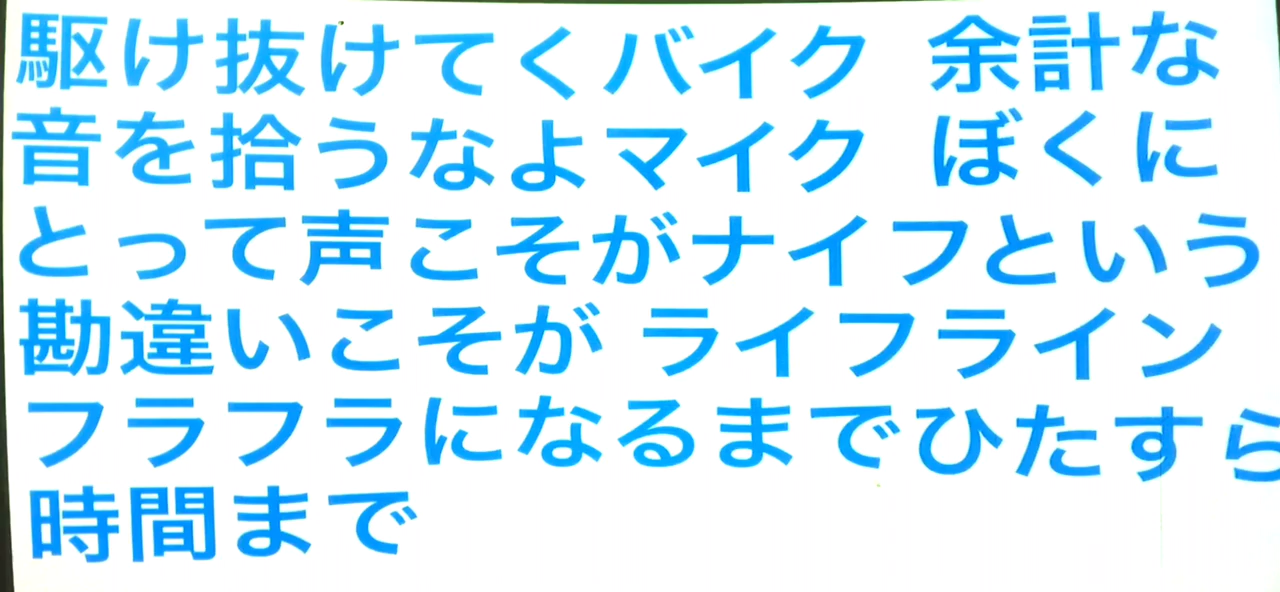 駆け抜けてくバイク　余計な
音を拾うなよマイク　ぼくに
とって声こそがナイフという
勘違いこそが ライフライン
フラフラになるまでひたすら
時間まで